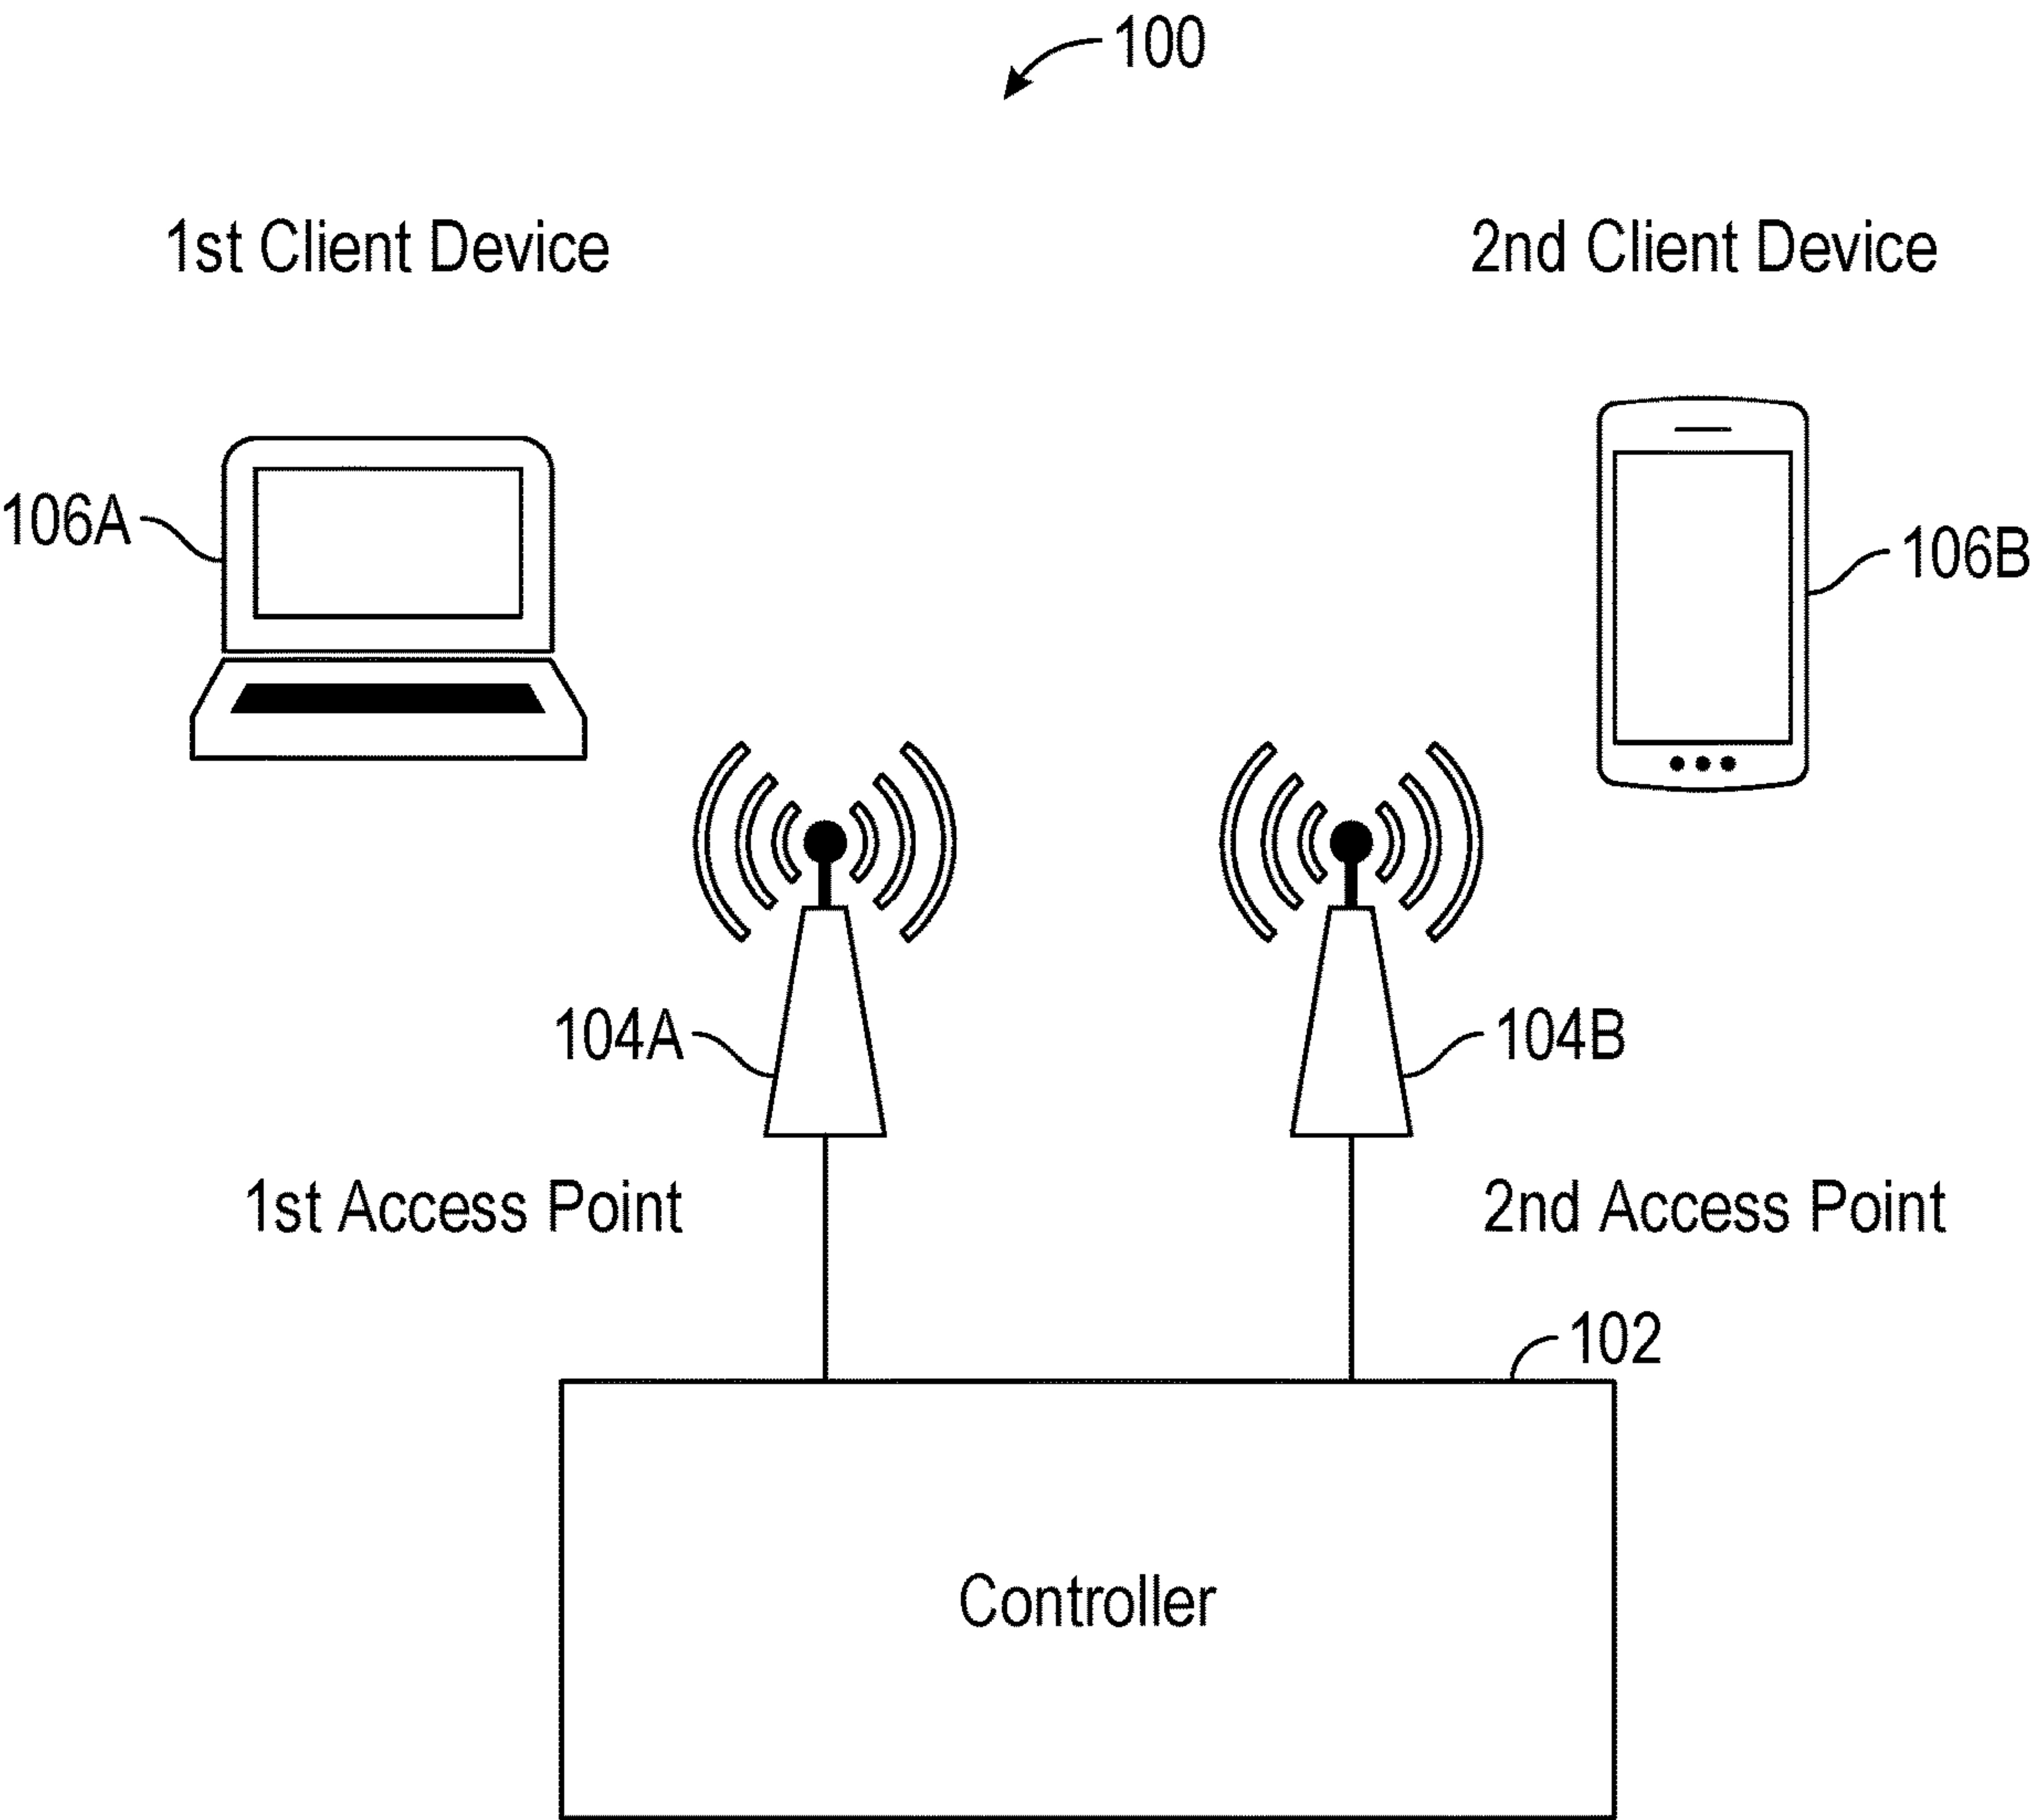 100
1st Client Device
2nd Client Device
106A
106B
104A
104B
1st Access Point
2nd Access Point
102
Controller